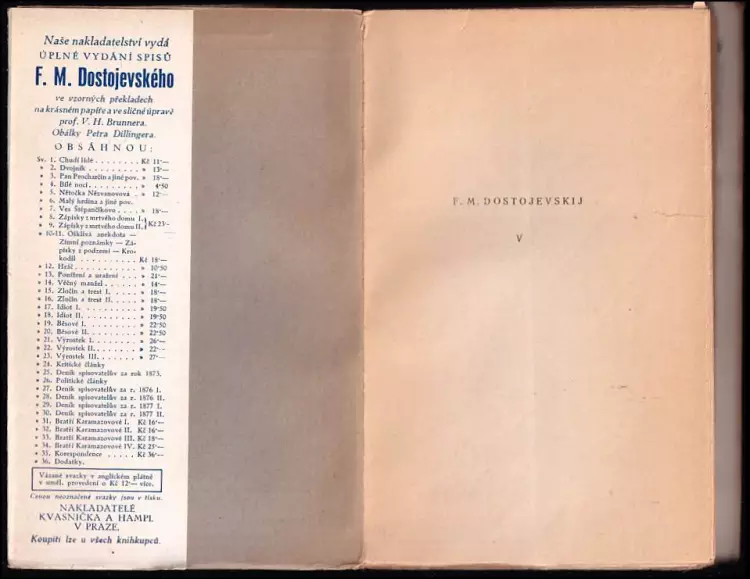 Naše nakladatelství vydá
ÚPLNÉ VYDÁNÍ SPISŮ
F. M. Dostojevského
ve vzorných překladech
na krásném papíře a ve sličné úpravě
prof. V. H. Brunnera.
Obálky Petra Dillingera.
OBSÁHNOU:
Sv. 1. Chudí lidé . . . . . . . . Kč 11·—
» 2. Dvojník . . . . . . . . . » 13·—
» 3. Pan Procharčin a jiné pov. » 18·—
» 4. Bílé noci . . . . . . . . . » 4·50
» 5. Nětočka Nězvanovová . . » 12·—
» 6. Malý hrdina a jiné pov.
» 7. Ves Štěpančikovo . . . . » 18·—
» 8. Zápisky z mrtvého domu I.
» 9. Zápisky z mrtvého domu II. Kč 23·—
» 10-11. Ošklivá anekdota —
Zimní poznámky — Zá-
pisky z podzemí — Kro-
kodil . . . . . . . . . . Kč 18·—
» 12. Hráč . . . . . . . . . . » 10·50
» 13. Ponížení a uražení . . . » 21·—
» 14. Věčný manžel . . . . . . » 14·—
» 15. Zločin a trest I. . . . . . » 18·—
» 16. Zločin a trest II. . . . . . » 18·—
» 17. Idiot I. . . . . . . . . . » 19·50
» 18. Idiot II. . . . . . . . . . » 19·50
» 19. Běsové I. . . . . . . . . » 22·50
» 20. Běsové II. . . . . . . . . » 22·50
» 21. Výrostek I. . . . . . . . » 26·—
» 22. Výrostek II. . . . . . . . » 22·—
» 23. Výrostek III. . . . . . . . » 27·—
» 24. Kritické články
» 25. Deník spisovatelův za rok 1873.
» 26. Politické články
» 27. Deník spisovatelův za r. 1876 I.
» 28. Deník spisovatelův za r. 1876 II.
» 29. Deník spisovatelův za r. 1877 I.
» 30. Deník spisovatelův za r. 1877 II.
» 31. Bratři Karamazovové I. Kč 16·—
» 32. Bratři Karamazovové II. Kč 16·—
» 33. Bratři Karamazovové III. Kč 18·—
» 34. Bratři Karamazovové IV. Kč 23·—
» 35. Korespondence . . . . Kč 36·—
» 36. Dodatky.
Vázané svazky v anglickém plátně
v uměl. provedení o Kč 12·— více.
Cenou neoznačené svazky jsou v tisku.
NAKLADATELÉ
KVASNIČKA A HAMPL
V PRAZE.
Koupiti lze u všech knihkupců.
F. M. DOSTOJEVSKIJ
V